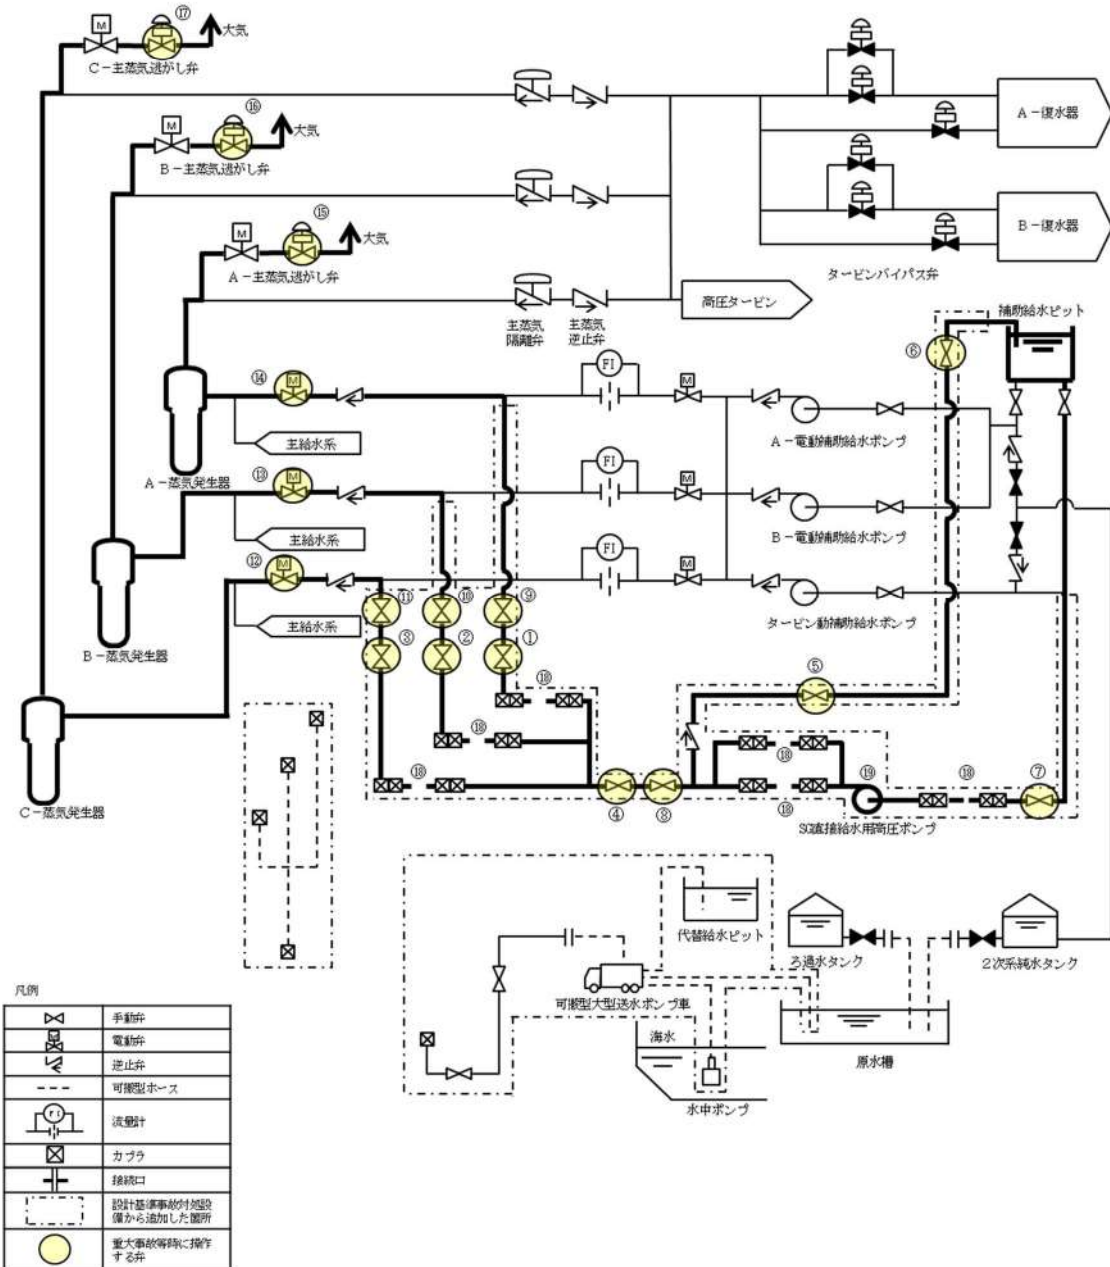 ⑰
M
大気
C-主蒸気逃がし弁
⑯
M
大気
B-主蒸気逃がし弁
⑮
M
大気
A-主蒸気逃がし弁
A-復水器
B-復水器
タービンバイパス弁
高圧タービン
主蒸気
隔離弁
主蒸気
逆止弁
補助給水ピット
⑥
⑭
M
FI
M
主給水系
A-電動補助給水ポンプ
A-蒸気発生器
⑬
M
FI
M
主給水系
B-電動補助給水ポンプ
⑫
M
FI
M
主給水系
タービン動補助給水ポンプ
B-蒸気発生器
⑪
⑩
⑨
③
②
①
⑤
⑱
⑱
⑱
⑱
⑱
⑱
④
⑧
⑲
⑦
SG直接給水用高圧ポンプ
C-蒸気発生器
代替給水ピット
ろ過水タンク
2次系純水タンク
可搬型大型送水ポンプ車
海水
原水槽
水中ポンプ
凡例
手動弁
M
電動弁
逆止弁
可搬型ホース
FI
流量計
カプラ
接続口
設計基準事故対処設
備から追加した箇所
重大事故等時に操作
する弁